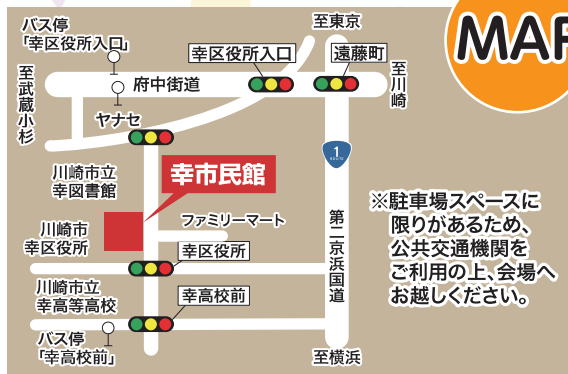 バス停
「幸区役所入口」
至東京
MAP
幸区役所入口
遠藤町
至武蔵小杉
府中街道
至川崎
ヤナセ
1
ROUTE
川崎市立
幸図書館
幸市民館
ファミリーマート
川崎市
幸区役所
幸区役所
第二京浜国道
※駐車場スペースに
限りがあるため、
公共交通機関を
ご利用の上、会場へ
お越しください。
川崎市立
幸高等高校
幸高校前
バス停
「幸高校前」
至横浜